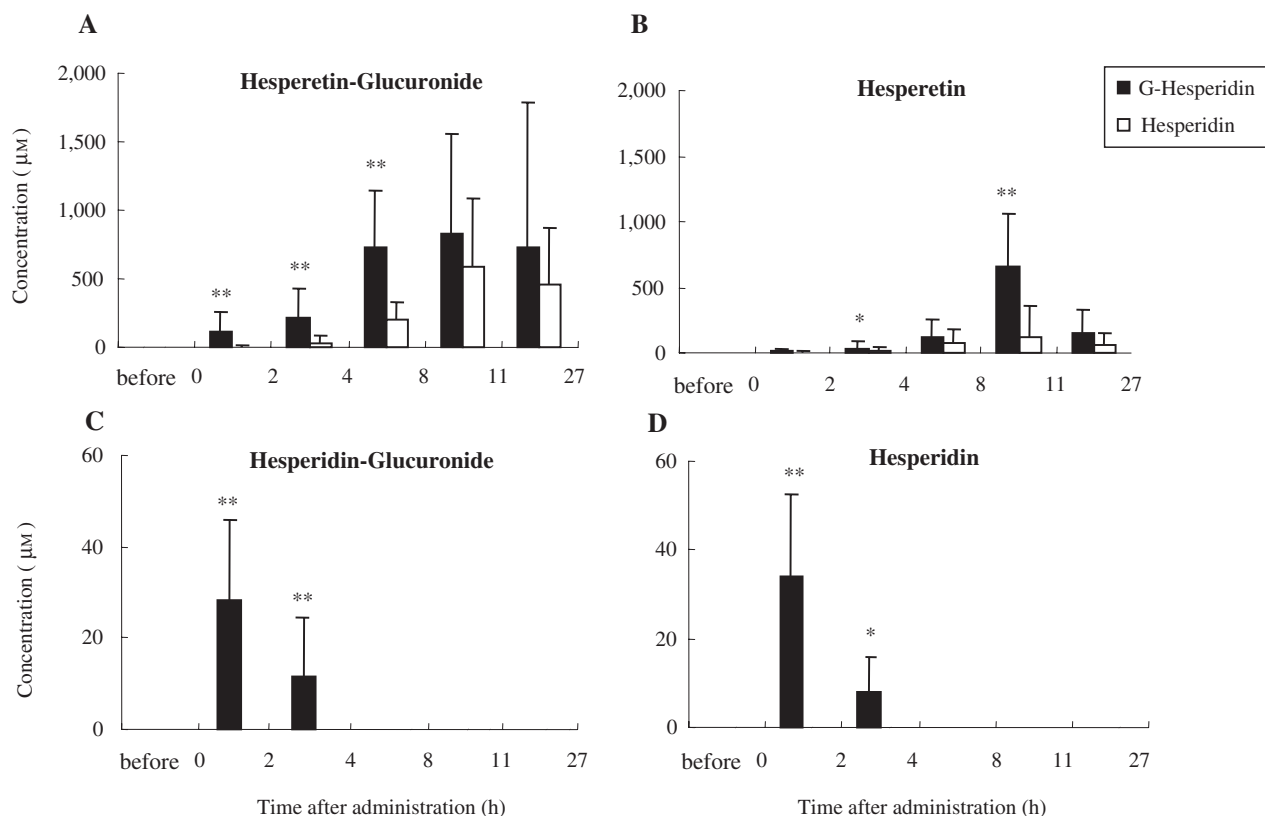 A
Hesperetin-Glucuronide
2,000
1,500
1,000
500
0
Concentration ( μM )
**
**
**
before 0 2 4 8 11 27
B
Hesperetin
2,000
1,500
1,000
500
0
*
**
before 0 2 4 8 11 27
G-Hesperidin
Hesperidin
C
Hesperidin-Glucuronide
60
40
20
0
Concentration ( μM )
**
**
before 0 2 4 8 11 27
Time after administration (h)
D
Hesperidin
60
40
20
0
**
*
before 0 2 4 8 11 27
Time after administration (h)